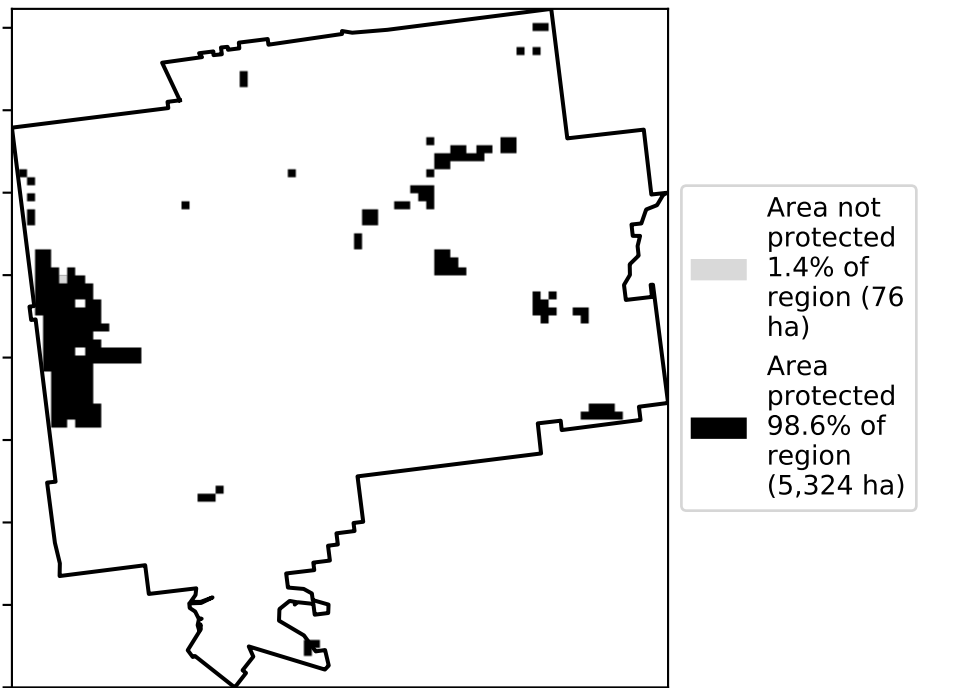 Area not
protected
1.4% of
region (76
ha)
Area
protected
98.6% of
region
(5,324 ha)